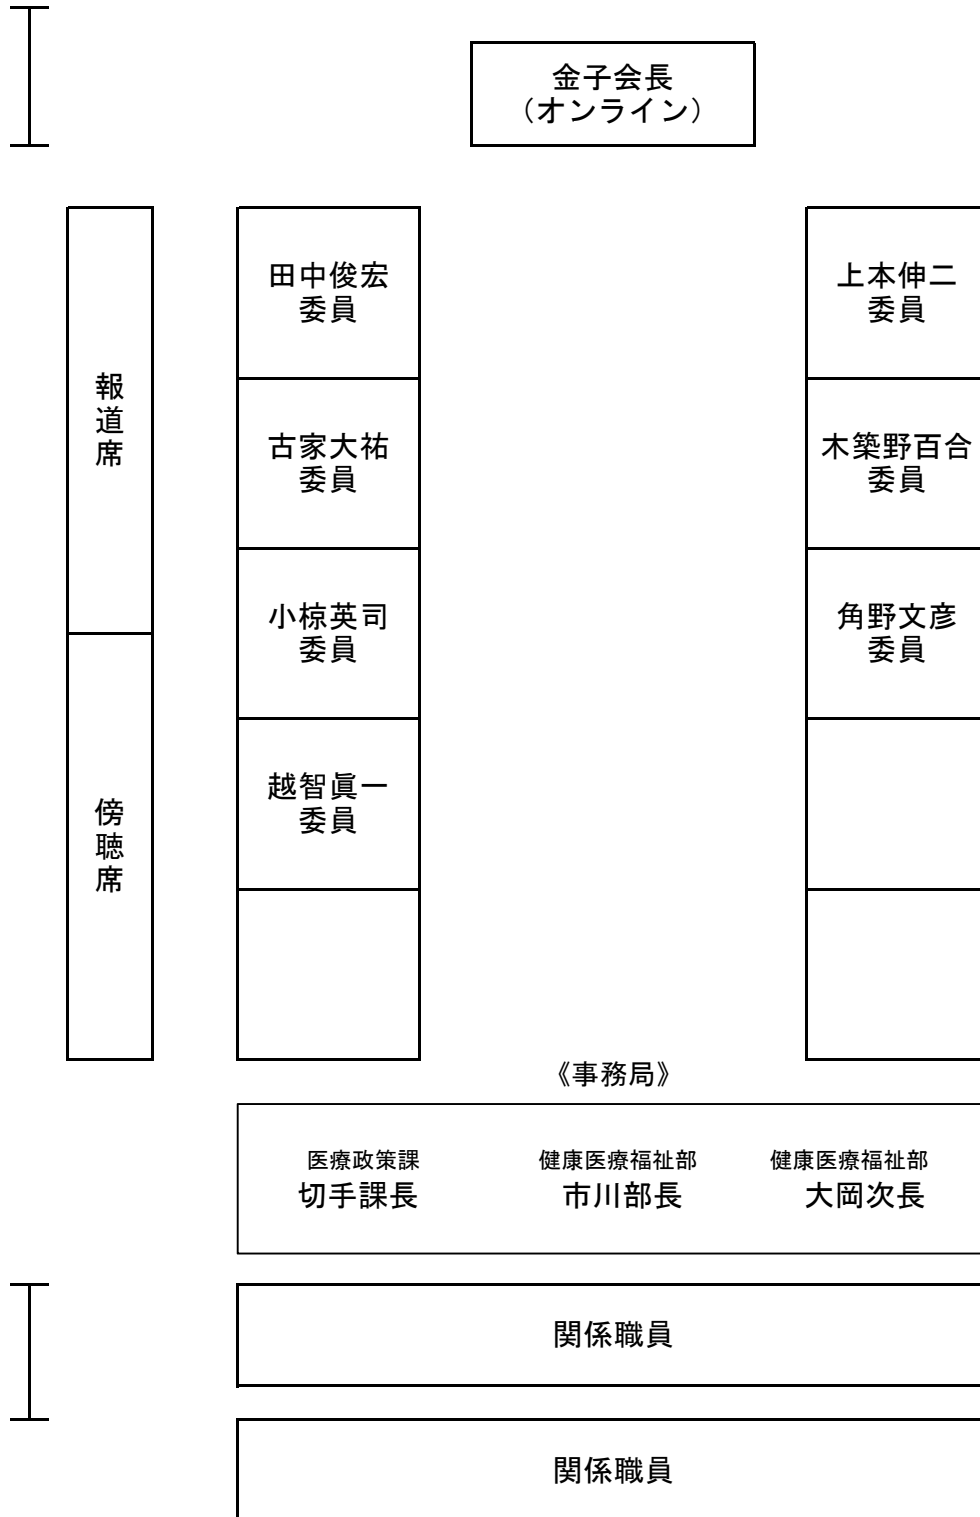 金子会長
（オンライン）
報道席
傍聴席
田中俊宏
委員
古家大祐
委員
小椋英司
委員
越智眞一
委員
上本伸二
委員
木築野百合
委員
角野文彦
委員
《事務局》
医療政策課
切手課長
健康医療福祉部
市川部長
健康医療福祉部
大岡次長
関係職員
関係職員